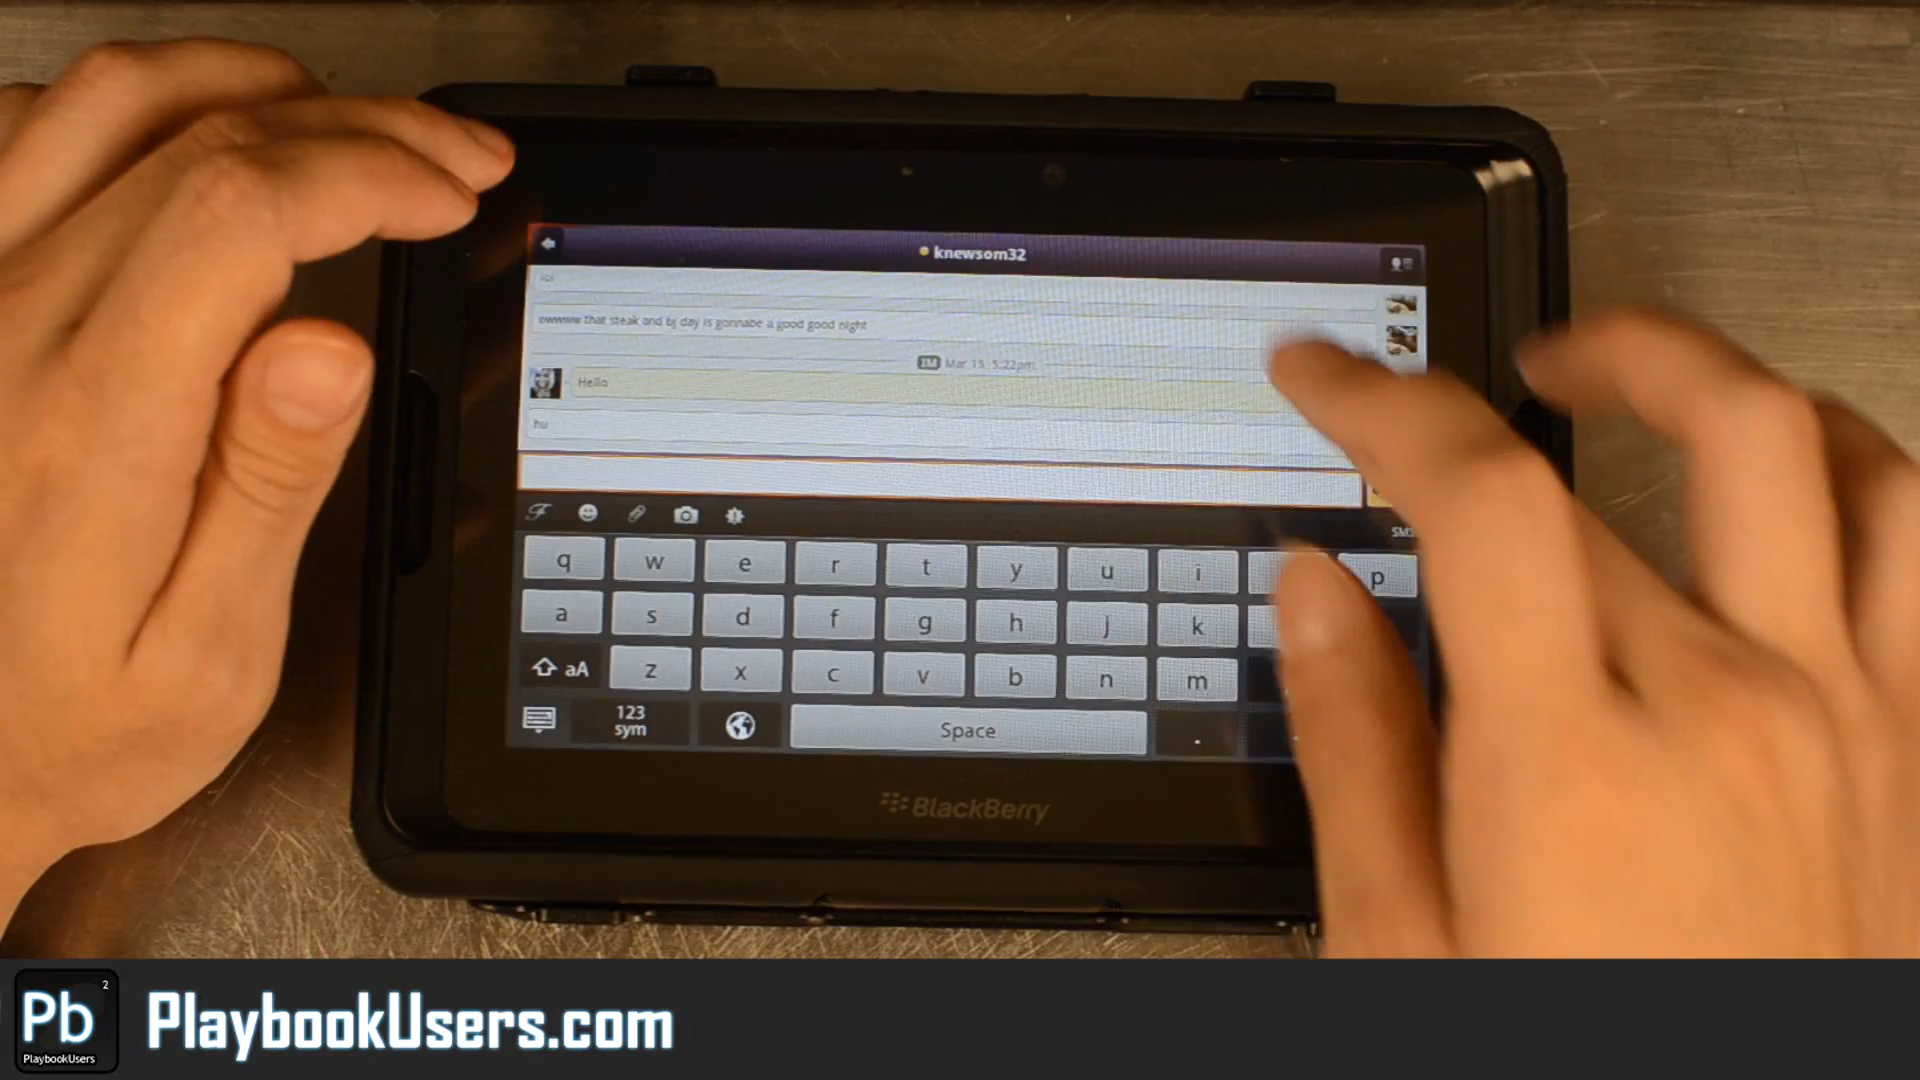 knewsom32
lol
ewwww that steak and bj day is gonnabe a good good night
IM Mar 15 5:22pm
Hello
hu
SMS
q w e r t y u i p
a s d f g h j k
aA z x c v b n m
123 sym Space .
BlackBerry
Pb 2
PlaybookUsers
PlaybookUsers.com